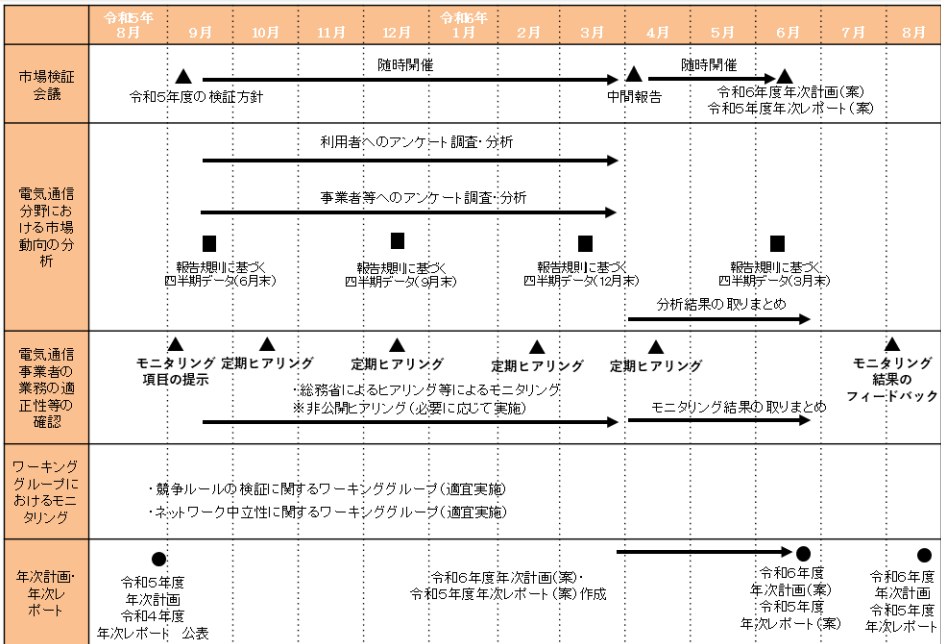 令和5年
8月
9月
10月
11月
12月
令和6年
1月
2月
3月
4月
5月
6月
7月
8月
市場検証
会議
随時開催
随時開催
令和5年度の検証方針
中間報告
令和6年度年次計画(案)
令和5年度年次レポート(案)
電気通信
分野にお
ける市場
動向の分
析
利用者へのアンケート調査・分析
事業者等へのアンケート調査・分析
報告規則に基づく
四半期データ(6月末)
報告規則に基づく
四半期データ(9月末)
報告規則に基づく
四半期データ(12月末)
報告規則に基づく
四半期データ(3月末)
分析結果の取りまとめ
電気通信
事業者の
業務の適
正性等の
確認
モニタリング
項目の提示
定期ヒアリング
定期ヒアリング
定期ヒアリング
定期ヒアリング
モニタリング
結果の
フィードバック
・総務省によるヒアリング等によるモニタリング
※非公開ヒアリング(必要に応じて実施)
モニタリング結果の取りまとめ
ワーキング
グループに
おけるモニ
タリング
・競争ルールの検証に関するワーキンググループ(適宜実施)
・ネットワーク中立性に関するワーキンググループ(適宜実施)
年次計画・
年次レ
ポート
令和5年度
年次計画
令和4年度
年次レポート 公表
令和6年度年次計画(案)・
令和5年度年次レポート(案)作成
令和6年度
年次計画(案)
令和5年度
年次レポート(案)
令和6年度
年次計画
令和5年度
年次レポート